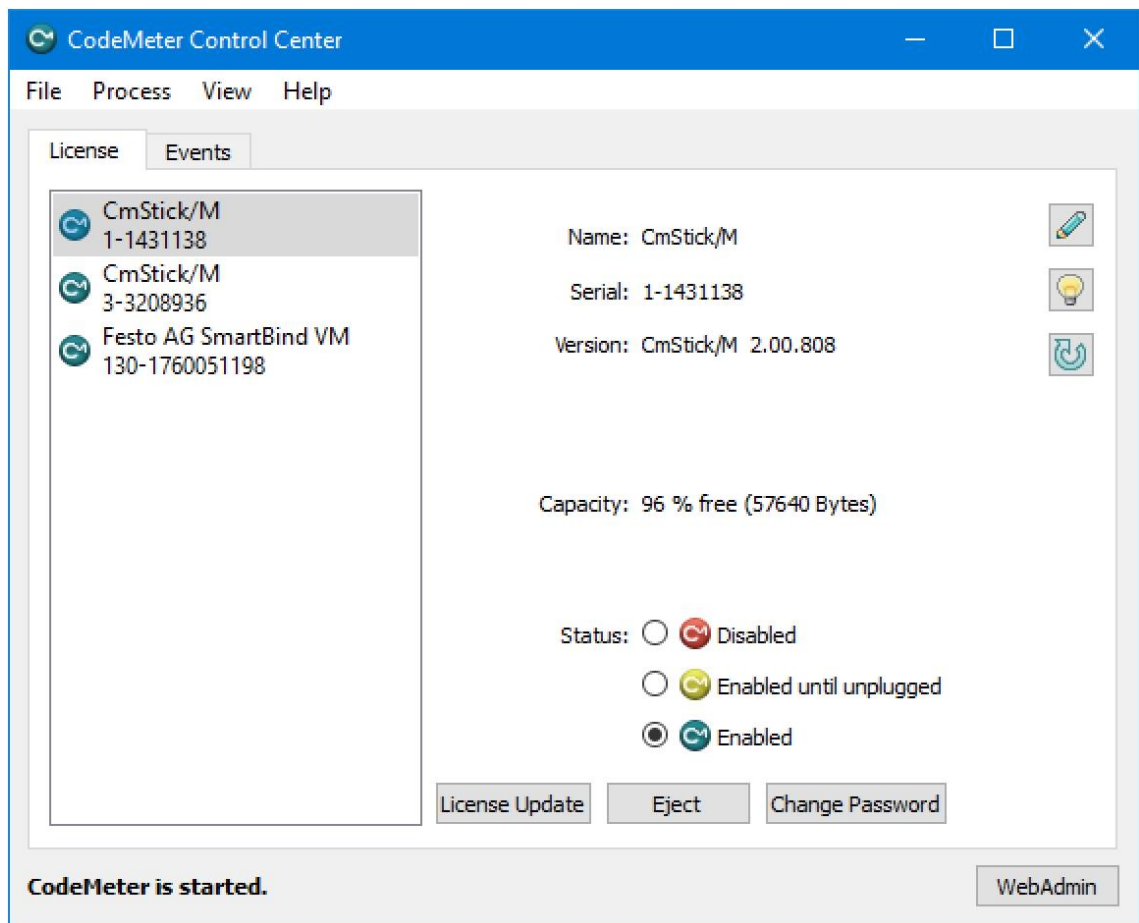 CodeMeter Control Center
File Process View Help
License Events
CmStick/M
1-1431138
CmStick/M
3-3208936
Festo AG SmartBind VM
130-1760051198
Name: CmStick/M
Serial: 1-1431138
Version: CmStick/M 2.00.808
Capacity: 96 % free (57640 Bytes)
Status: Disabled
Enabled until unplugged
Enabled
License Update Eject Change Password
CodeMeter is started. WebAdmin